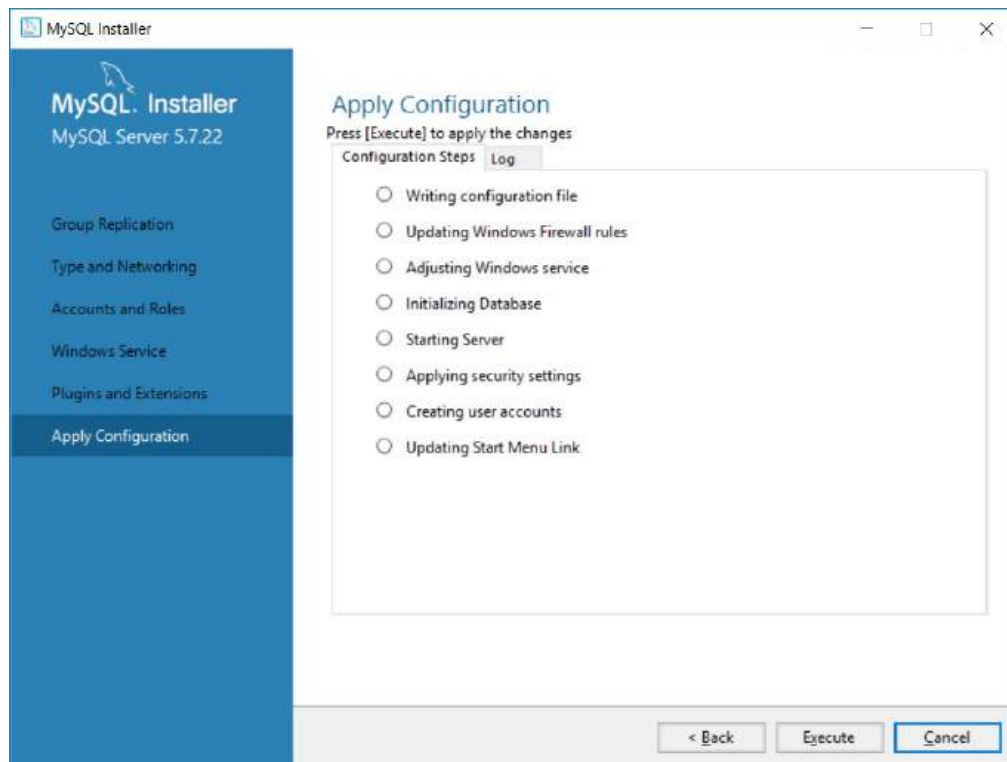 MySQL Installer
MySQL. Installer
MySQL Server 5.7.22
Group Replication
Type and Networking
Accounts and Roles
Windows Service
Plugins and Extensions
Apply Configuration
Apply Configuration
Press [Execute] to apply the changes
Configuration Steps Log
Writing configuration file
Updating Windows Firewall rules
Adjusting Windows service
Initializing Database
Starting Server
Applying security settings
Creating user accounts
Updating Start Menu Link
< Back Execute Cancel